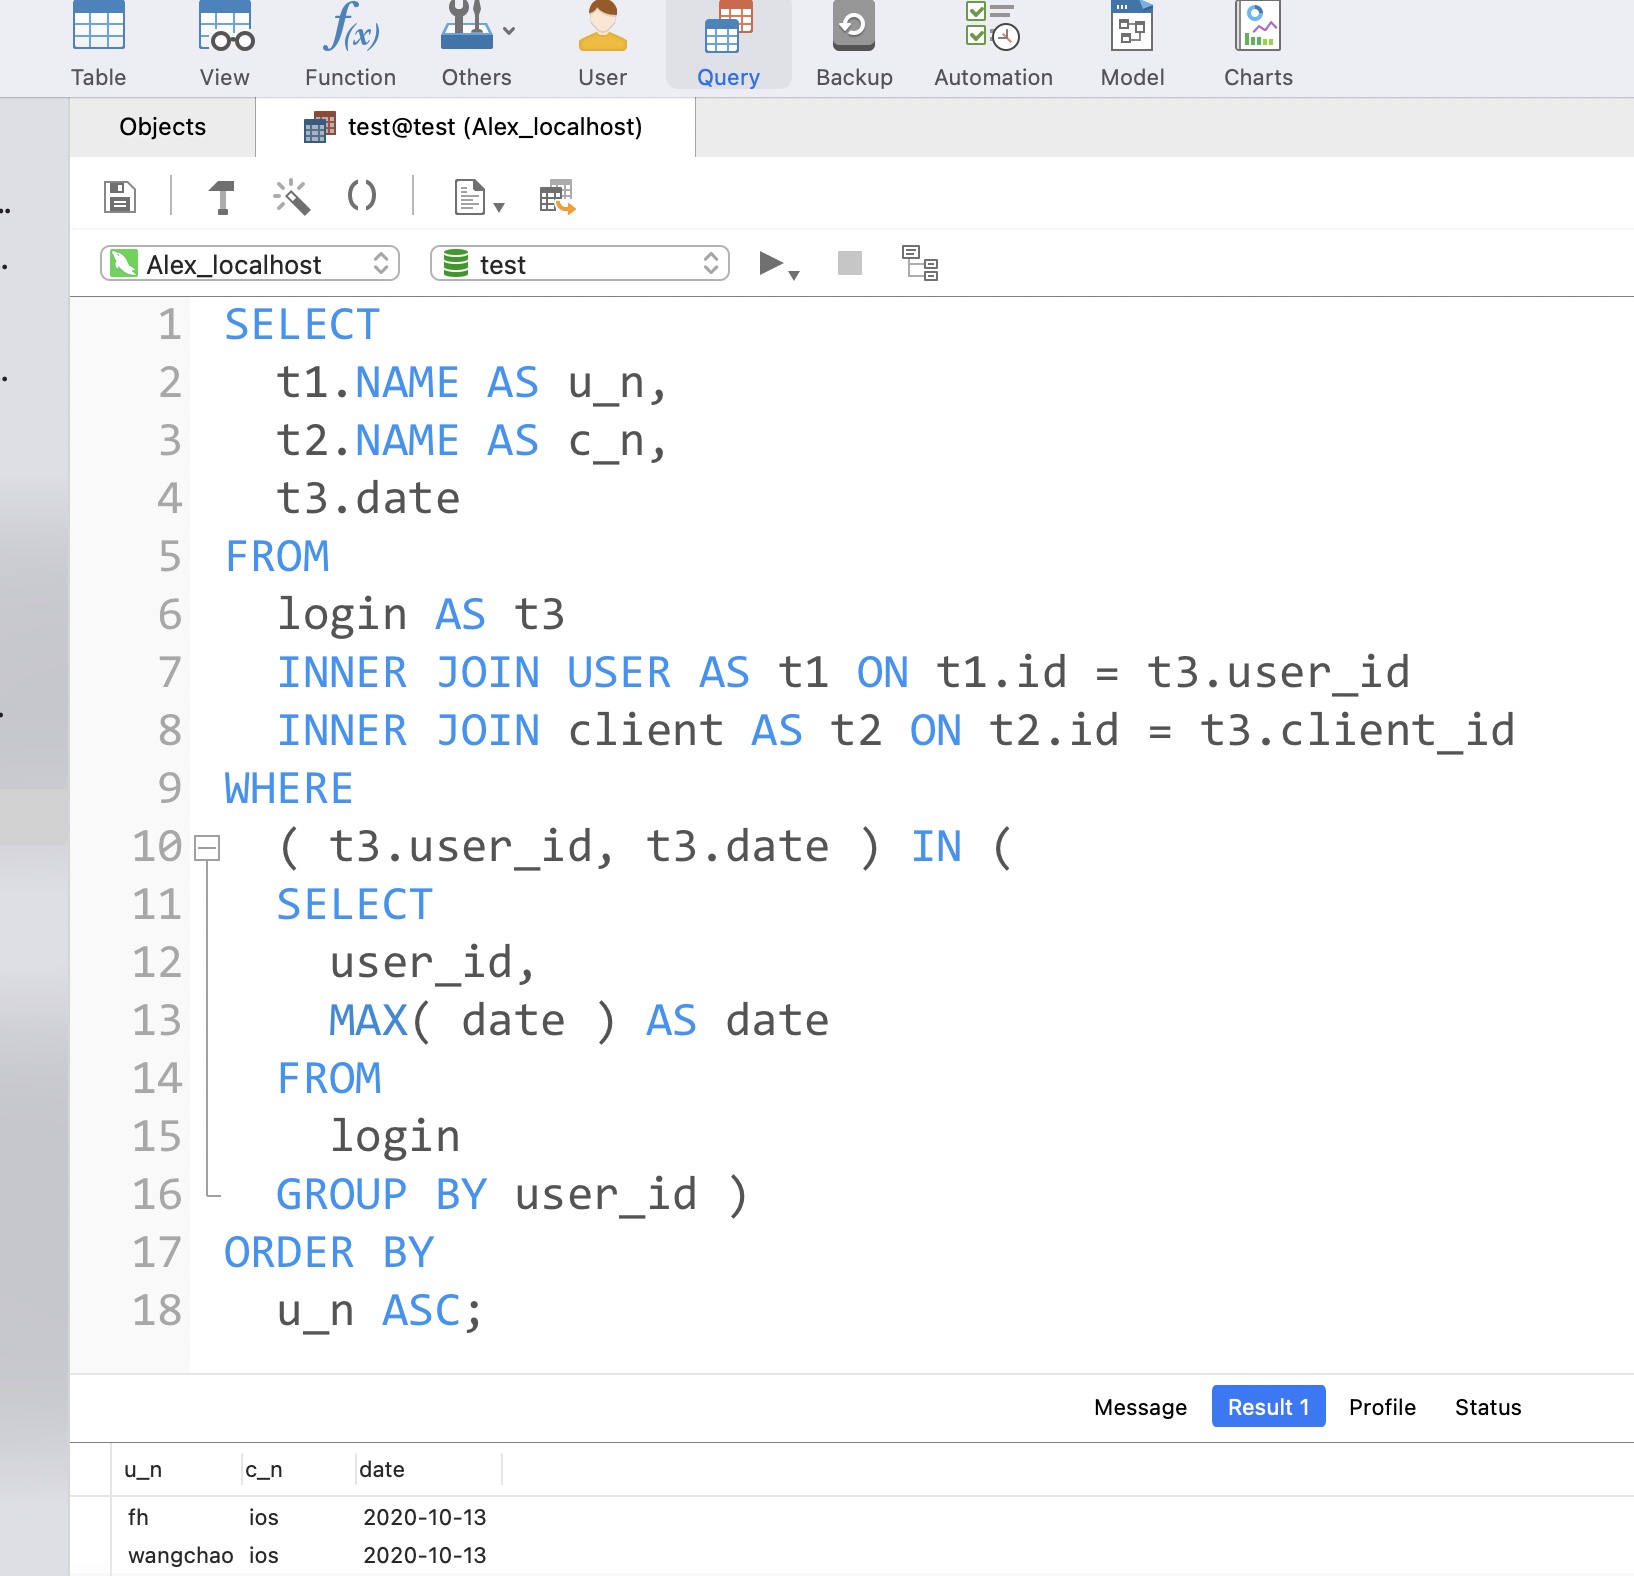 Table View Function Others User Query Backup Automation Model Charts
Objects test@test (Alex_localhost)
Alex_localhost test
1 SELECT
2 t1.NAME AS u_n,
3 t2.NAME AS c_n,
4 t3.date
5 FROM
6 login AS t3
7 INNER JOIN USER AS t1 ON t1.id = t3.user_id
8 INNER JOIN client AS t2 ON t2.id = t3.client_id
9 WHERE
10 ( t3.user_id, t3.date ) IN (
11 SELECT
12 user_id,
13 MAX( date ) AS date
14 FROM
15 login
16 GROUP BY user_id )
17 ORDER BY
18 u_n ASC;
Message Result 1 Profile Status
u_n c_n date
fh ios 2020-10-13
wangchao ios 2020-10-13